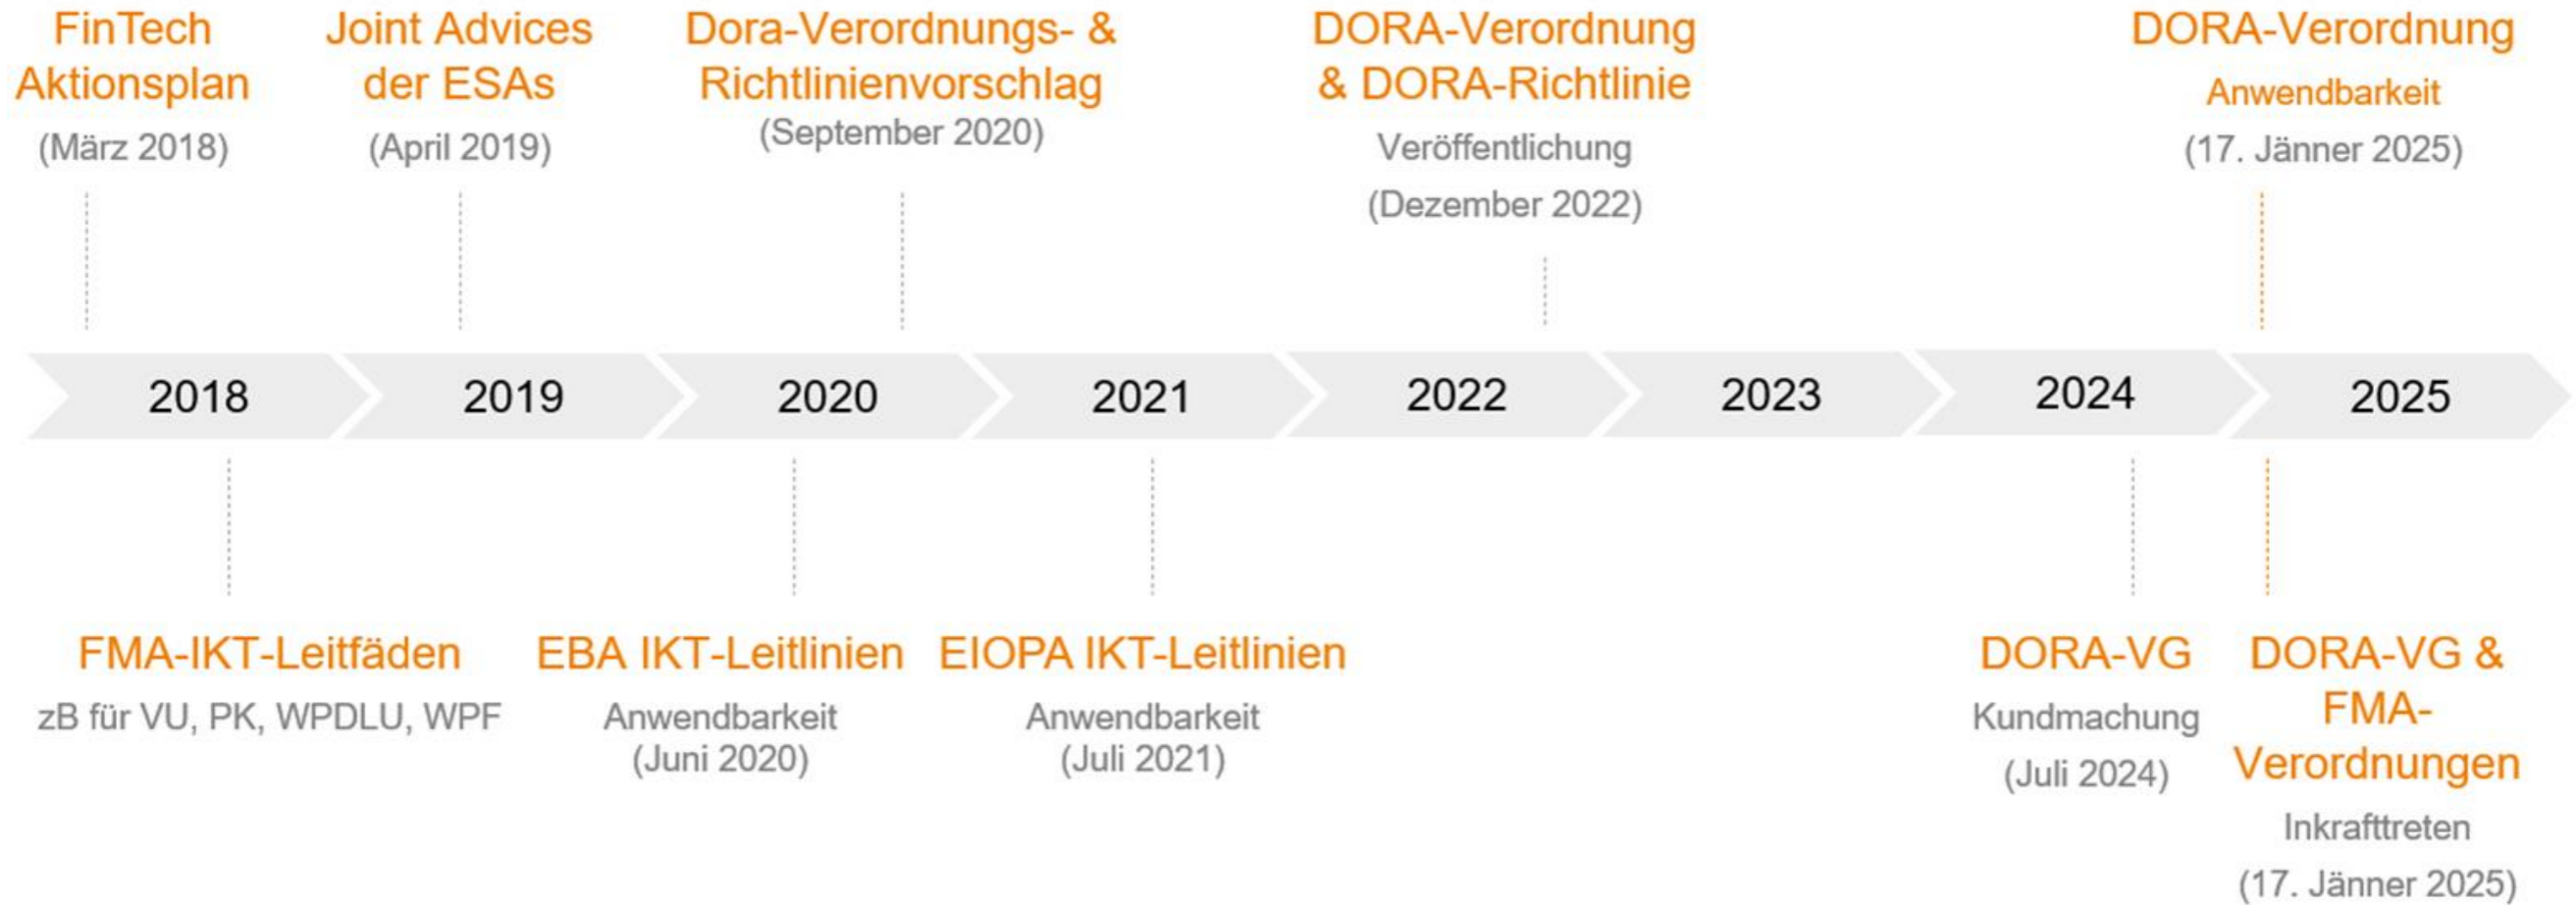 FinTech
Aktionsplan
(März 2018)
Joint Advices
der ESAs
(April 2019)
Dora-Verordnungs- &
Richtlinienvorschlag
(September 2020)
DORA-Verordnung
& DORA-Richtlinie
Veröffentlichung
(Dezember 2022)
DORA-Verordnung
Anwendbarkeit
(17. Jänner 2025)
2018
2019
2020
2021
2022
2023
2024
2025
FMA-IKT-Leitfäden
zB für VU, PK, WPDLU, WPF
EBA IKT-Leitlinien
Anwendbarkeit
(Juni 2020)
EIOPA IKT-Leitlinien
Anwendbarkeit
(Juli 2021)
DORA-VG
Kundmachung
(Juli 2024)
DORA-VG &
FMA-
Verordnungen
Inkrafttreten
(17. Jänner 2025)